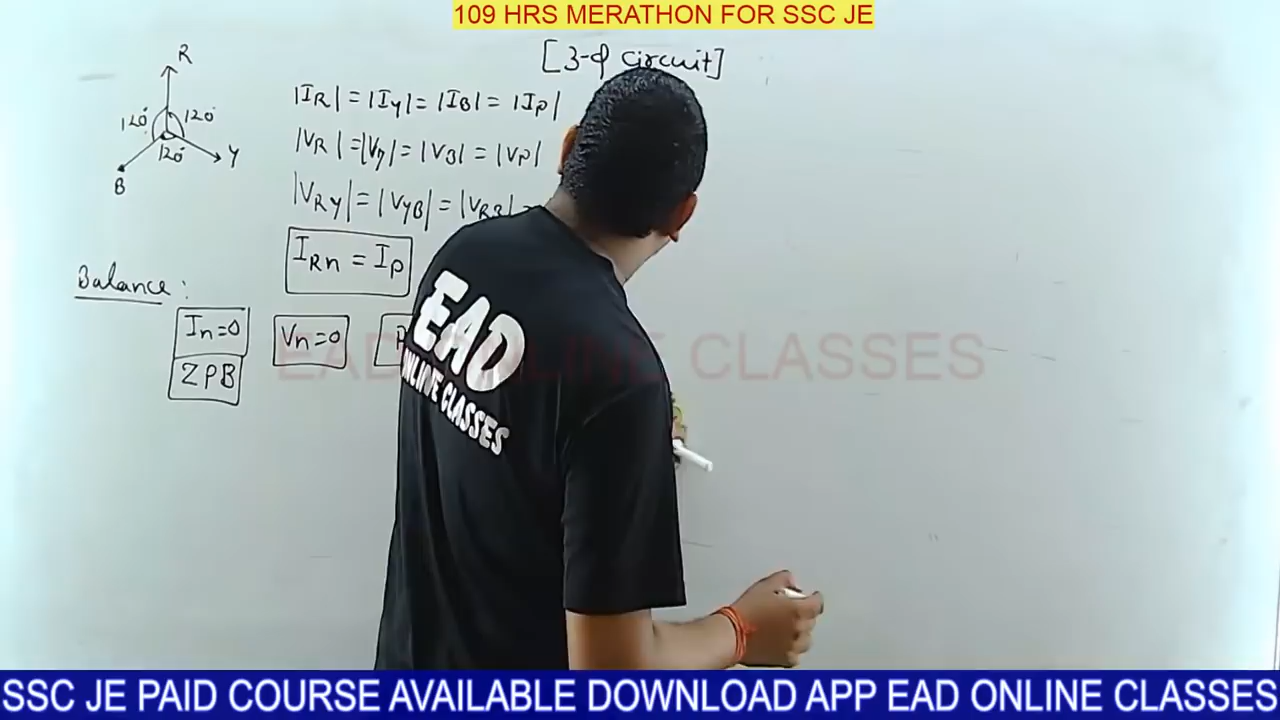 109 HRS MERATHON FOR SSC JE
[3-φ circuit]
R
120°
120°
120°
Y
B
|IR| = |IY| = |IB| = |IP|
|VR| = |Vy| = |VB| = |VP|
|VRY| = |VYB| = |VRB| =
IRn = IP
Balance :
In=0
Vn=0
P
ZPB
EAD
ONLINE CLASSES
EAD ONLINE CLASSES
SSC JE PAID COURSE AVAILABLE DOWNLOAD APP EAD ONLINE CLASSES